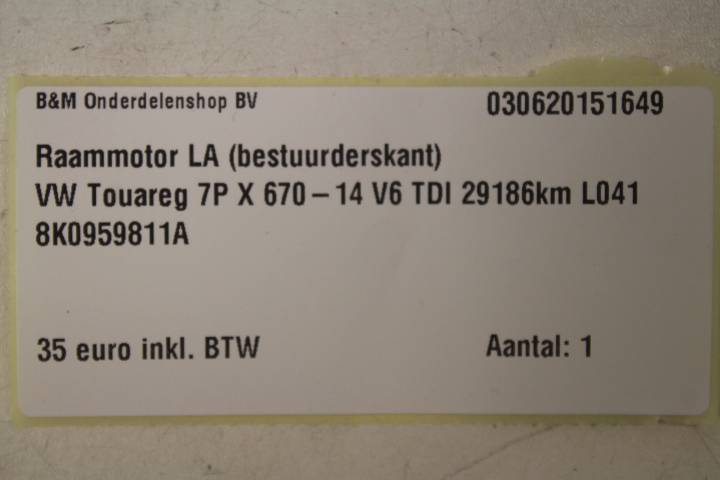 B&M Onderdelenshop BV 030620151649
Raammotor LA (bestuurderskant)
VW Touareg 7P X 670 – 14 V6 TDI 29186km L041
8K0959811A
35 euro inkl. BTW Aantal: 1